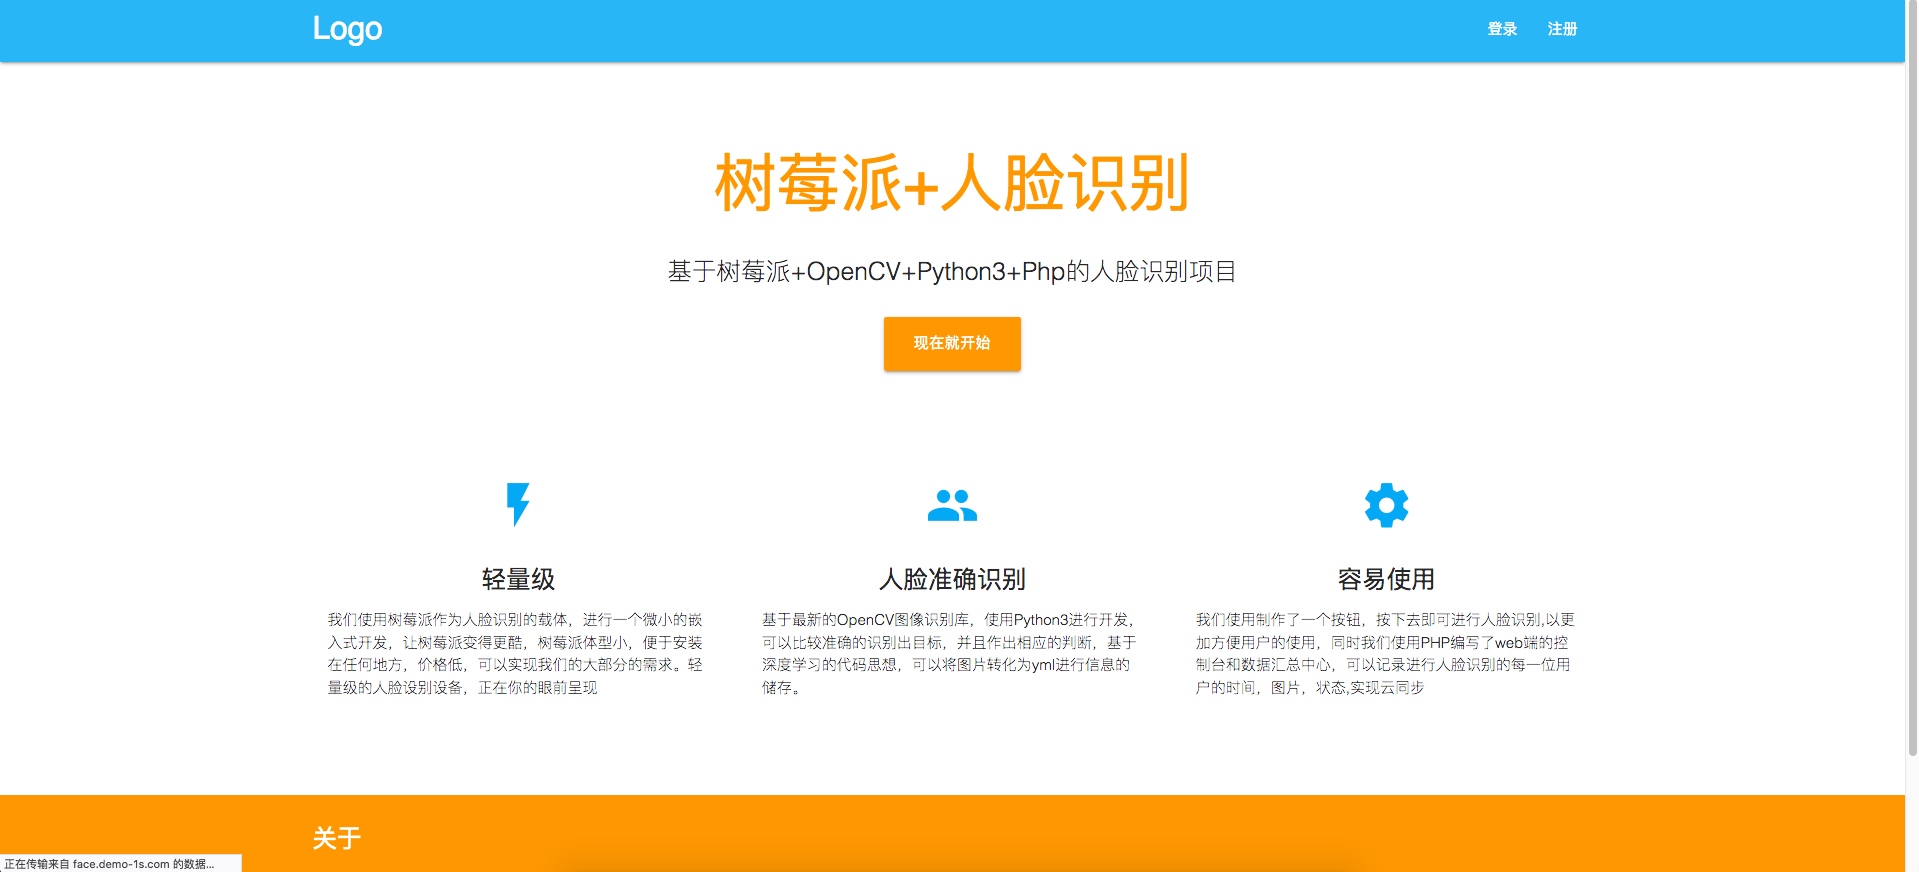 Logo
登录
注册
树莓派+人脸识别
基于树莓派+OpenCV+Python3+Php的人脸识别项目
现在就开始
轻量级
我们使用树莓派作为人脸识别的载体，进行一个微小的嵌
入式开发，让树莓派变得更酷，树莓派体型小，便于安装
在任何地方，价格低，可以实现我们的大部分的需求。轻
量级的人脸设别设备，正在你的眼前呈现
人脸准确识别
基于最新的OpenCV图像识别库，使用Python3进行开发，
可以比较准确的识别出目标，并且作出相应的判断，基于
深度学习的代码思想，可以将图片转化为yml进行信息的
储存。
容易使用
我们使用制作了一个按钮，按下去即可进行人脸识别,以更
加方便用户的使用，同时我们使用PHP编写了web端的控
制台和数据汇总中心，可以记录进行人脸识别的每一位用
户的时间，图片，状态,实现云同步
关于
正在传输来自 face.demo-1s.com 的数据...